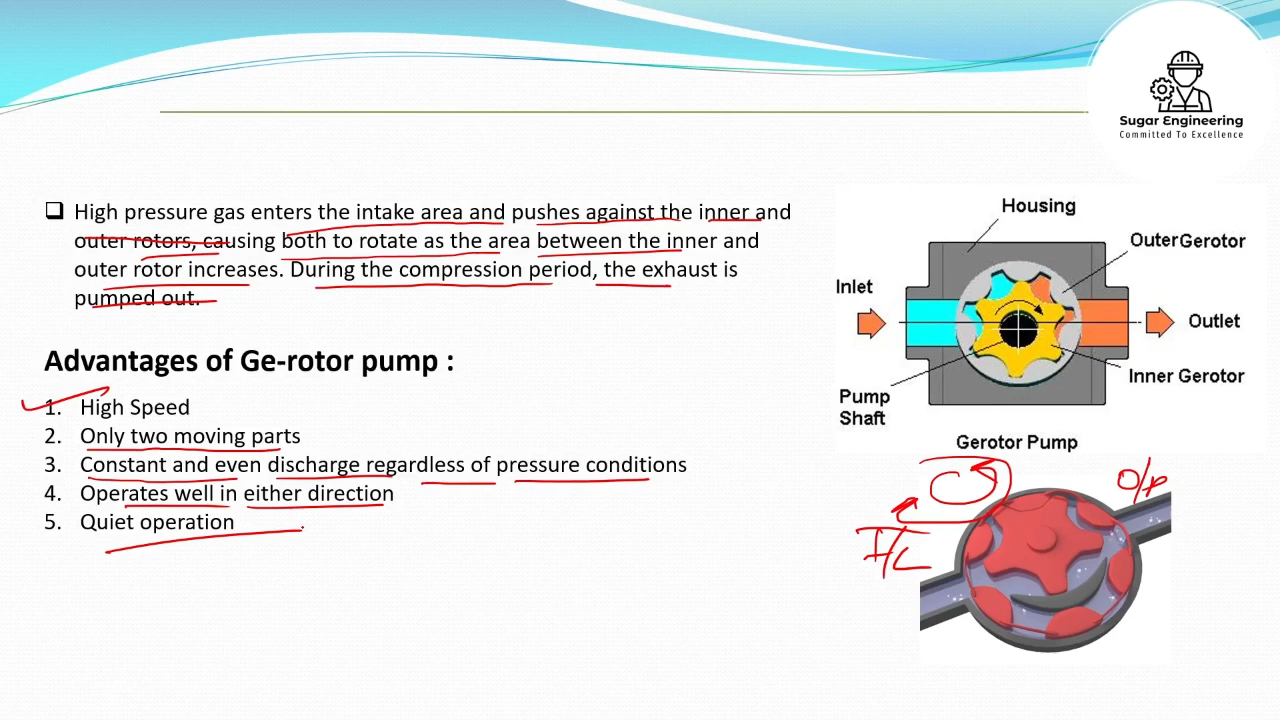 Sugar Engineering
Committed To Excellence
High pressure gas enters the intake area and pushes against the inner and
outer rotors, causing both to rotate as the area between the inner and
outer rotor increases. During the compression period, the exhaust is
pumped out.
Advantages of Ge-rotor pump :
1. High Speed
2. Only two moving parts
3. Constant and even discharge regardless of pressure conditions
4. Operates well in either direction
5. Quiet operation
Housing
Outer Gerotor
Inlet
Outlet
Inner Gerotor
Pump
Shaft
Gerotor Pump
O/P
I/L